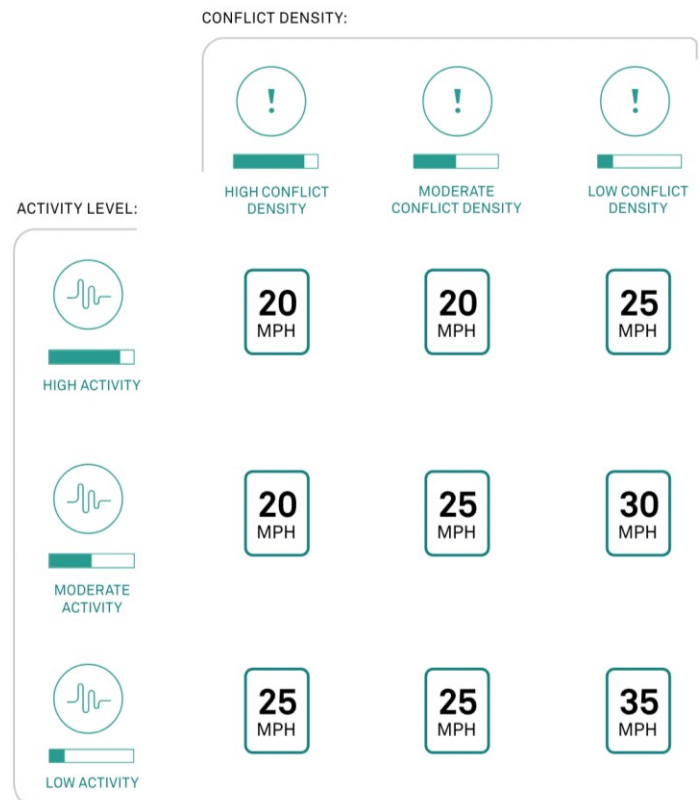 CONFLICT DENSITY:
!
!
!
HIGH CONFLICT
DENSITY
MODERATE
CONFLICT DENSITY
LOW CONFLICT
DENSITY
ACTIVITY LEVEL:
HIGH ACTIVITY
20
MPH
20
MPH
25
MPH
MODERATE
ACTIVITY
20
MPH
25
MPH
30
MPH
LOW ACTIVITY
25
MPH
25
MPH
35
MPH